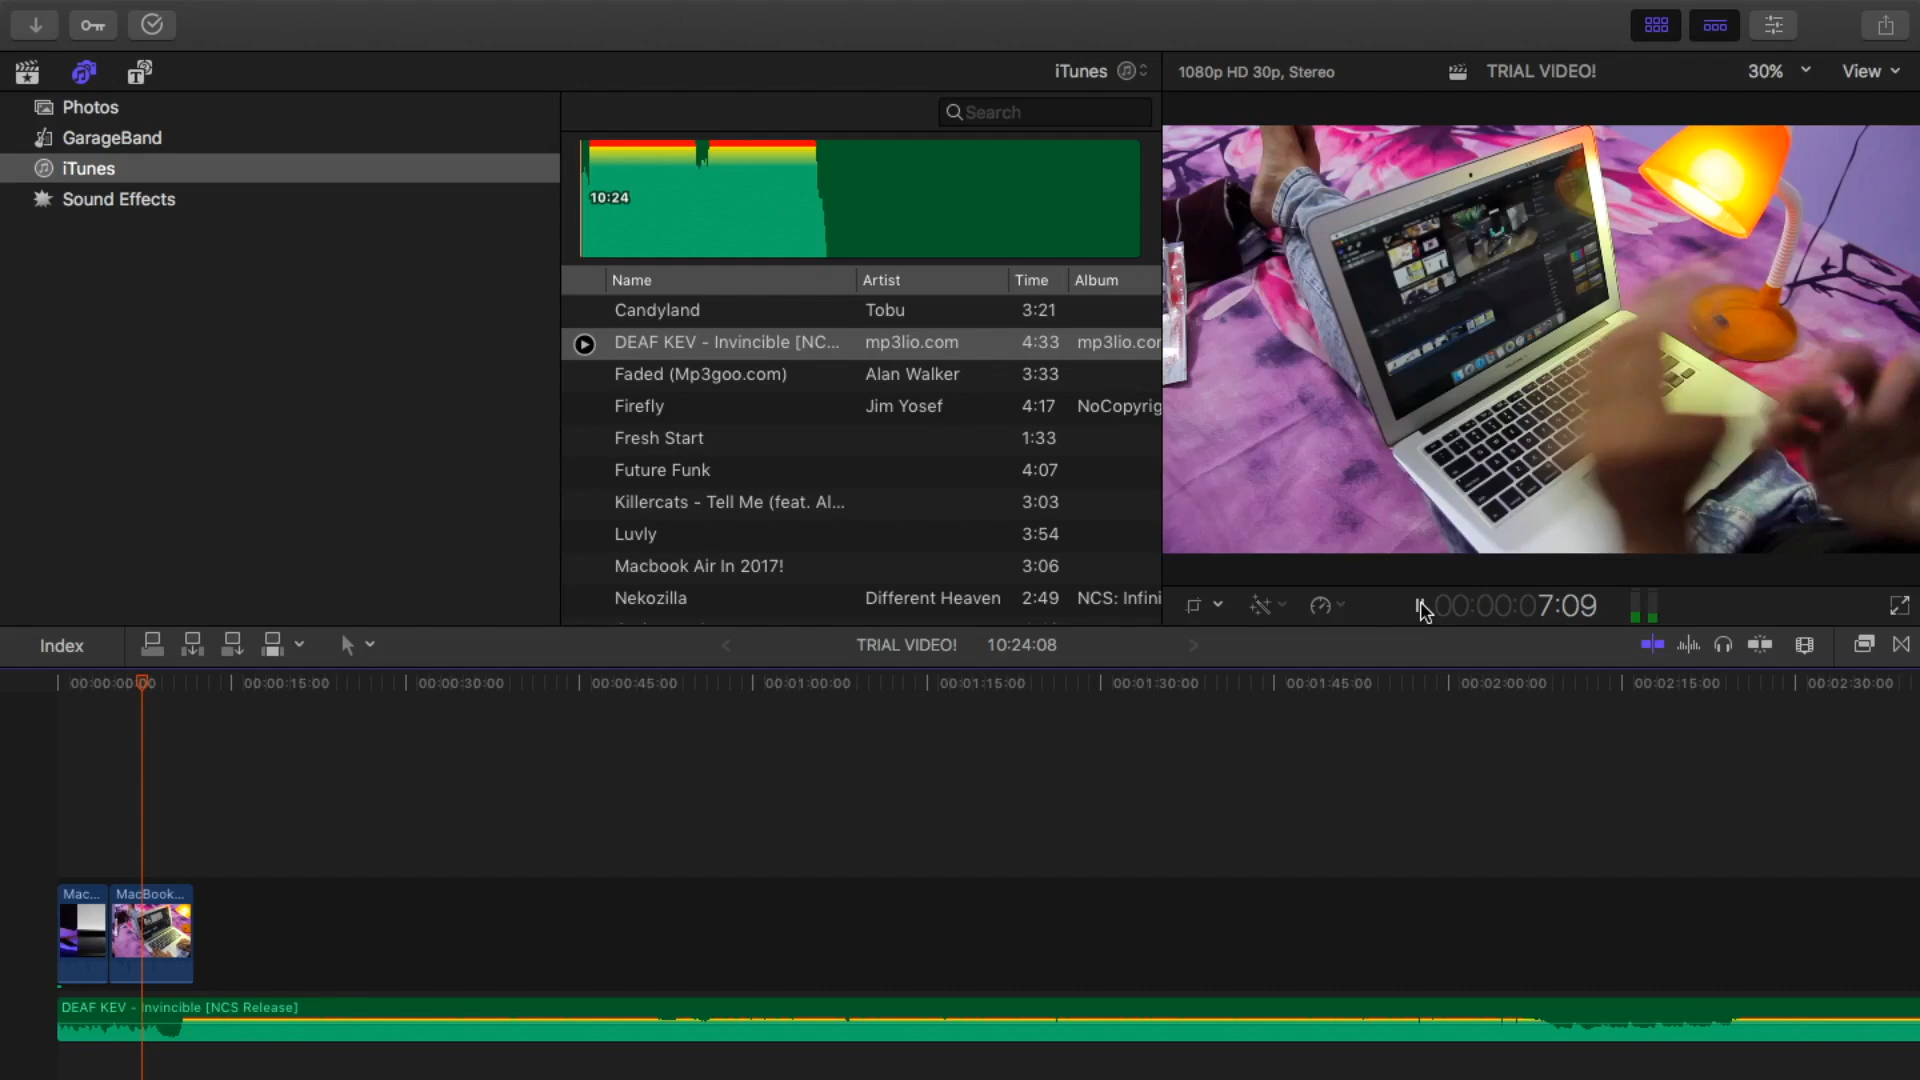 iTunes
1080p HD 30p, Stereo
TRIAL VIDEO!
30%
View
Photos
GarageBand
iTunes
Sound Effects
Search
10:24
Name Artist Time Album
Candyland Tobu 3:21
DEAF KEV - Invincible [NC... mp3lio.com 4:33 mp3lio.cor
Faded (Mp3goo.com) Alan Walker 3:33
Firefly Jim Yosef 4:17 NoCopyrig
Fresh Start 1:33
Future Funk 4:07
Killercats - Tell Me (feat. Al... 3:03
Luvly 3:54
Macbook Air In 2017! 3:06
Nekozilla Different Heaven 2:49 NCS: Infini
00:00:07:09
Index
TRIAL VIDEO! 10:24:08
00:00:00:00 00:00:15:00 00:00:30:00 00:00:45:00 00:01:00:00 00:01:15:00 00:01:30:00 00:01:45:00 00:02:00:00 00:02:15:00 00:02:30:00
Mac... MacBook...
DEAF KEV - Invincible [NCS Release]